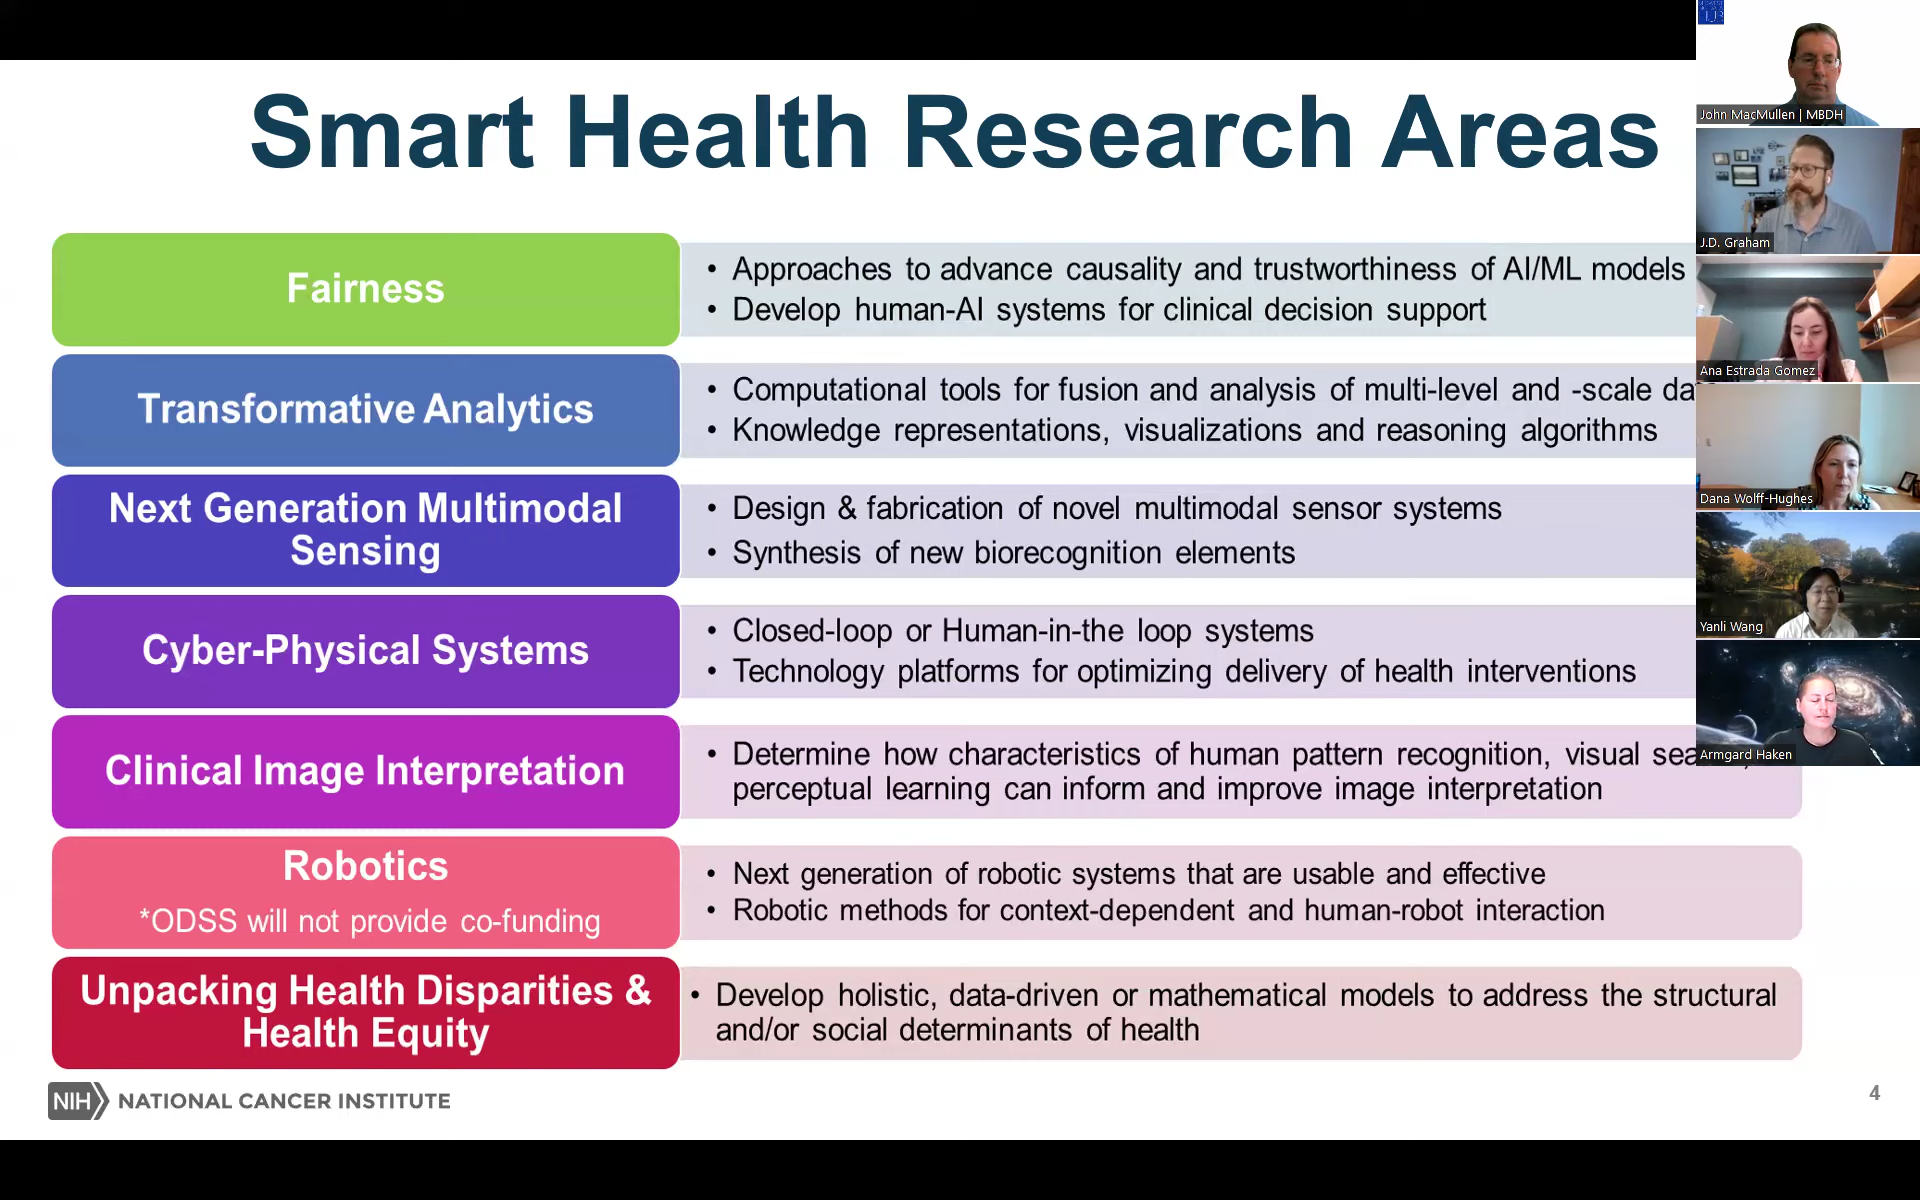 Smart Health Research Areas
Fairness
• Approaches to advance causality and trustworthiness of AI/ML models
• Develop human-AI systems for clinical decision support
Transformative Analytics
• Computational tools for fusion and analysis of multi-level and -scale
• Knowledge representations, visualizations and reasoning algorithms
Next Generation Multimodal
Sensing
• Design & fabrication of novel multimodal sensor systems
• Synthesis of new biorecognition elements
Cyber-Physical Systems
• Closed-loop or Human-in-the loop systems
• Technology platforms for optimizing delivery of health interventions
Clinical Image Interpretation
• Determine how characteristics of human pattern recognition, visual
perceptual learning can inform and improve image interpretation
Robotics
*ODSS will not provide co-funding
• Next generation of robotic systems that are usable and effective
• Robotic methods for context-dependent and human-robot interaction
Unpacking Health Disparities &
Health Equity
• Develop holistic, data-driven or mathematical models to address the structural
and/or social determinants of health
NIH NATIONAL CANCER INSTITUTE
4
John MacMullen | MBDH
J.D. Graham
Ana Estrada Gomez
Dana Wolff-Hughes
Yanli Wang
Armgard Haken